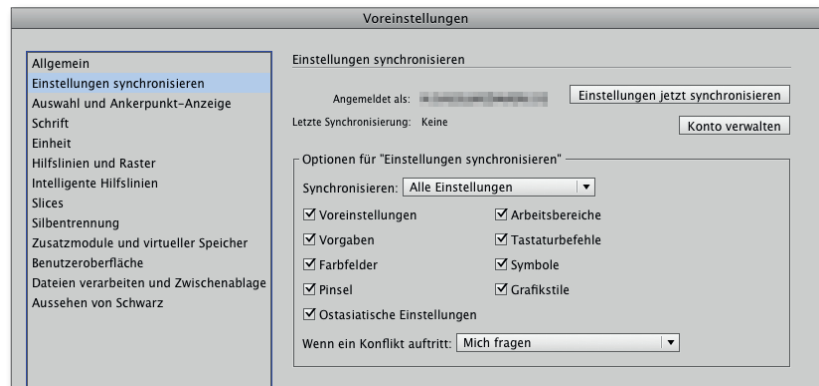 Voreinstellungen
Allgemein
Einstellungen synchronisieren
Auswahl und Ankerpunkt-Anzeige
Schrift
Einheit
Hilfslinien und Raster
Intelligente Hilfslinien
Slices
Silbentrennung
Zusatzmodule und virtueller Speicher
Benutzeroberfläche
Dateien verarbeiten und Zwischenablage
Aussehen von Schwarz
Einstellungen synchronisieren
Angemeldet als:
Einstellungen jetzt synchronisieren
Letzte Synchronisierung: Keine
Konto verwalten
Optionen für "Einstellungen synchronisieren"
Synchronisieren: Alle Einstellungen
Voreinstellungen Arbeitsbereiche
Vorgaben Tastaturbefehle
Farbfelder Symbole
Pinsel Grafikstile
Ostasiatische Einstellungen
Wenn ein Konflikt auftritt: Mich fragen